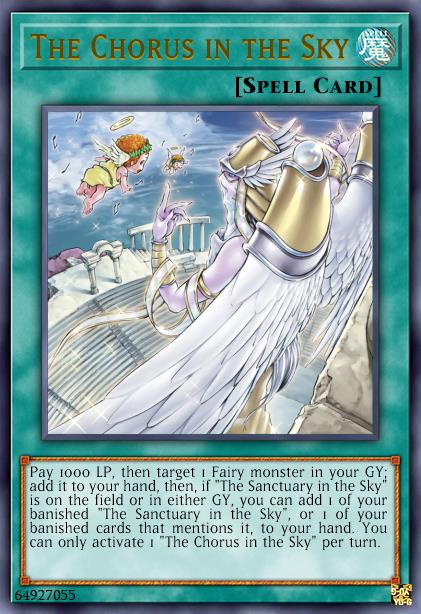 The Chorus in the Sky
SPELL
魔
[Spell Card]
Pay 1000 LP, then target 1 Fairy monster in your GY;
add it to your hand, then, if "The Sanctuary in the Sky"
is on the field or in either GY, you can add 1 of your
banished "The Sanctuary in the Sky", or 1 of your
banished cards that mentions it, to your hand. You
can only activate 1 "The Chorus in the Sky" per turn.
64927055